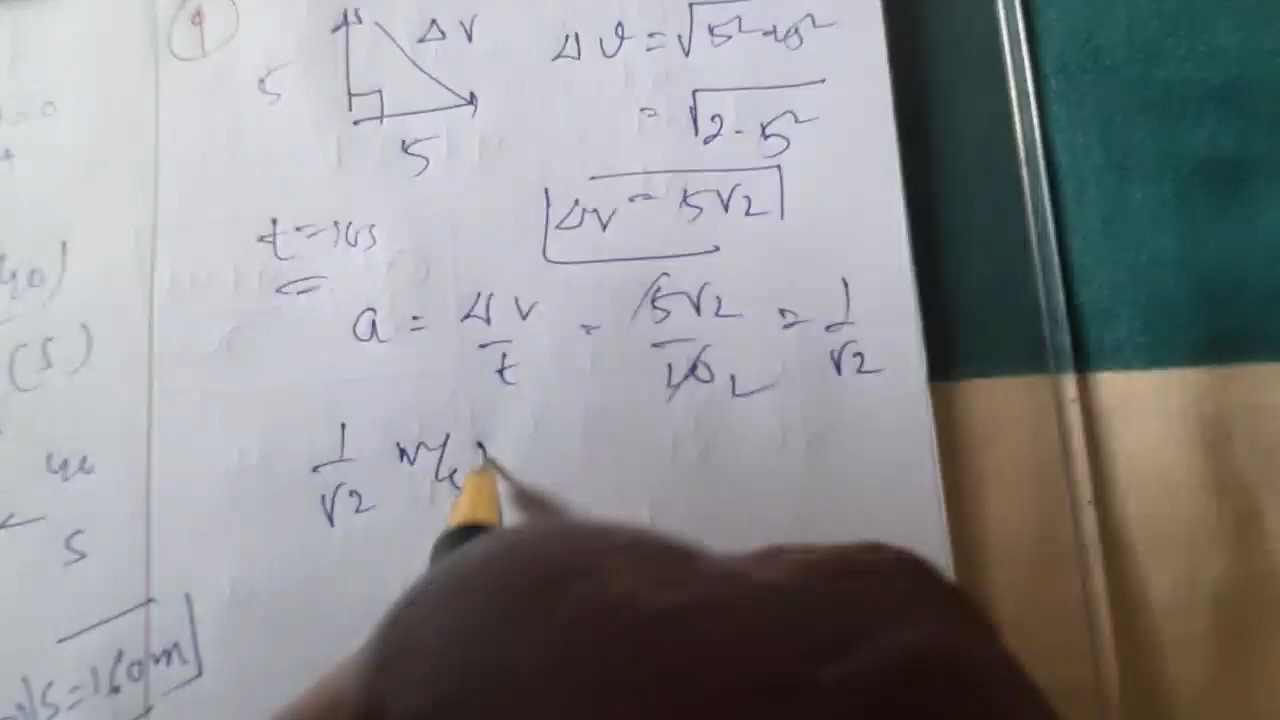 9
5
Δv
5
Δv = √5²+5²
= √2·5²
Δv = 5√2
t=10s
a = Δv/t = 5√2/10 2 = 1/√2
1/√2 m/s
(5)
S
S=160m